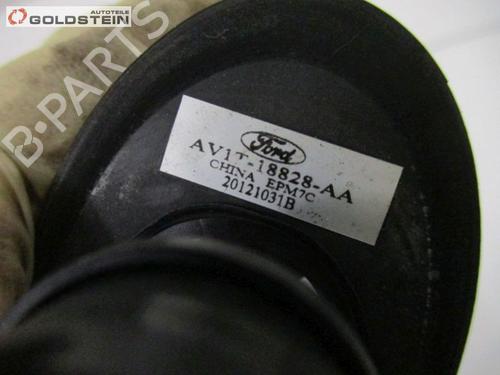 AUTOTEILE
GOLDSTEIN
B-PARTS
Ford
AV1T-18828-AA
CHINA EPM7C
20121031B